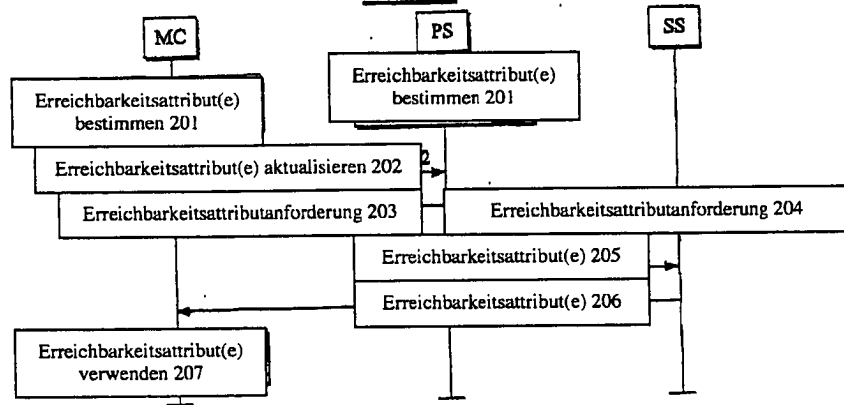 MC
PS
SS
Erreichbarkeitsattribut(e)
bestimmen 201
Erreichbarkeitsattribut(e)
bestimmen 201
Erreichbarkeitsattribut(e) aktualisieren 202
2
Erreichbarkeitsattributanforderung 203
Erreichbarkeitsattributanforderung 204
Erreichbarkeitsattribut(e) 205
Erreichbarkeitsattribut(e) 206
Erreichbarkeitsattribut(e)
verwenden 207